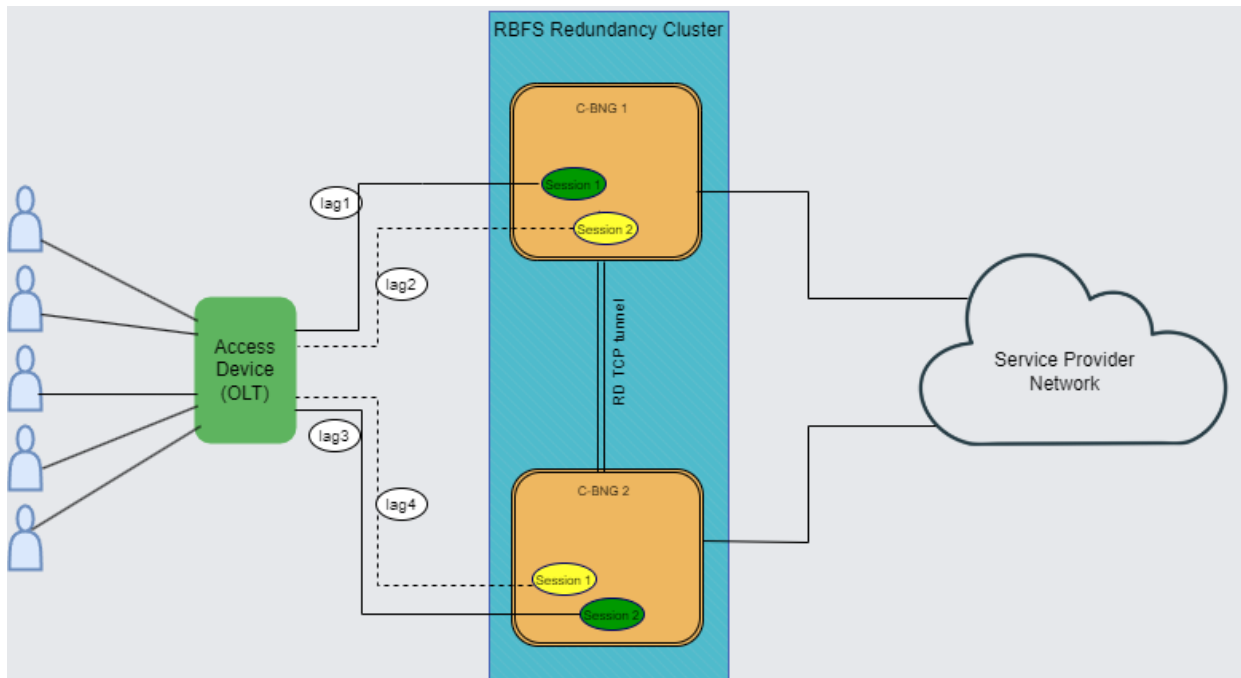 RBFS Redundancy Cluster
C-BNG 1
Session 1
Session 2
lag1
lag2
Access
Device
(OLT)
RD TCP tunnel
Service Provider
Network
lag3
lag4
C-BNG 2
Session 1
Session 2